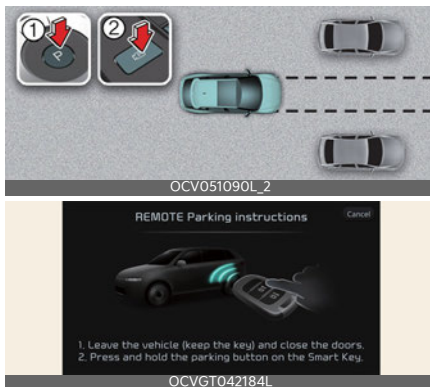 1
2
P
OCV051090L_2
REMOTE Parking instructions
Cancel
1. Leave the vehicle (keep the key) and close the doors.
2. Press and hold the parking button on the Smart Key.
OCVGT042184L